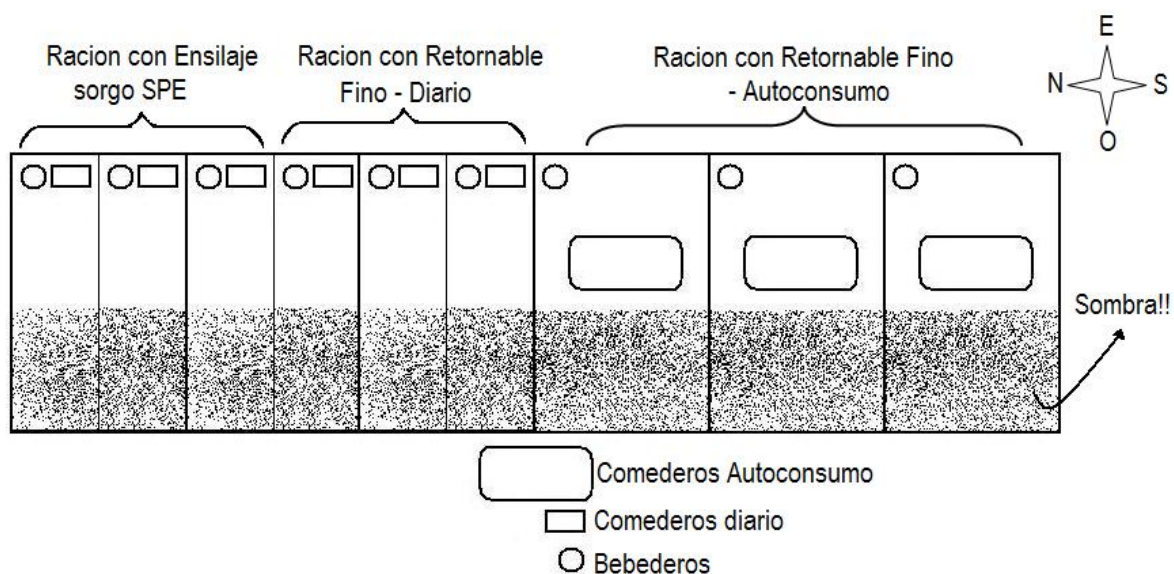 Racion con Ensilaje
sorgo SPE
Racion con Retornable
Fino - Diario
Racion con Retornable Fino
- Autoconsumo
E
N
S
O
Sombra!!
Comederos Autoconsumo
Comederos diario
Bebederos